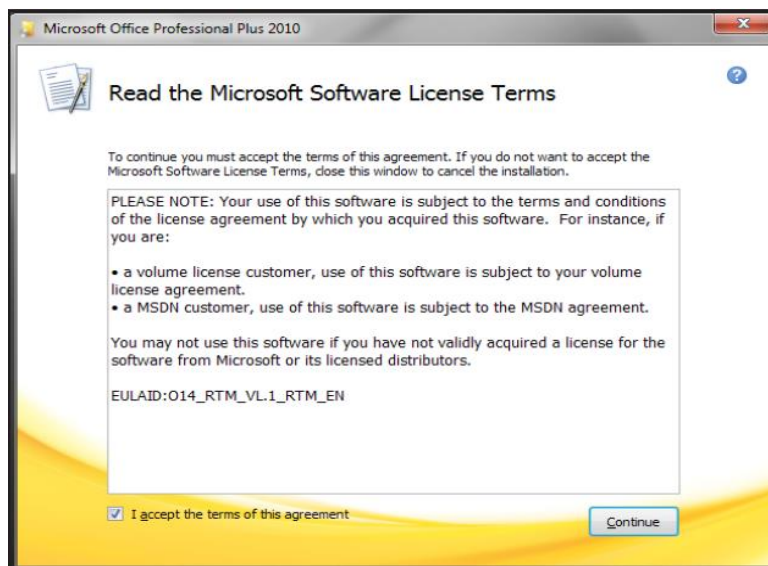 Microsoft Office Professional Plus 2010
Read the Microsoft Software License Terms
To continue you must accept the terms of this agreement. If you do not want to accept the
Microsoft Software License Terms, close this window to cancel the installation.
PLEASE NOTE: Your use of this software is subject to the terms and conditions
of the license agreement by which you acquired this software.  For instance, if
you are:
• a volume license customer, use of this software is subject to your volume
license agreement.
• a MSDN customer, use of this software is subject to the MSDN agreement.
You may not use this software if you have not validly acquired a license for the
software from Microsoft or its licensed distributors.
EULAID:O14_RTM_VL.1_RTM_EN
I accept the terms of this agreement
Continue